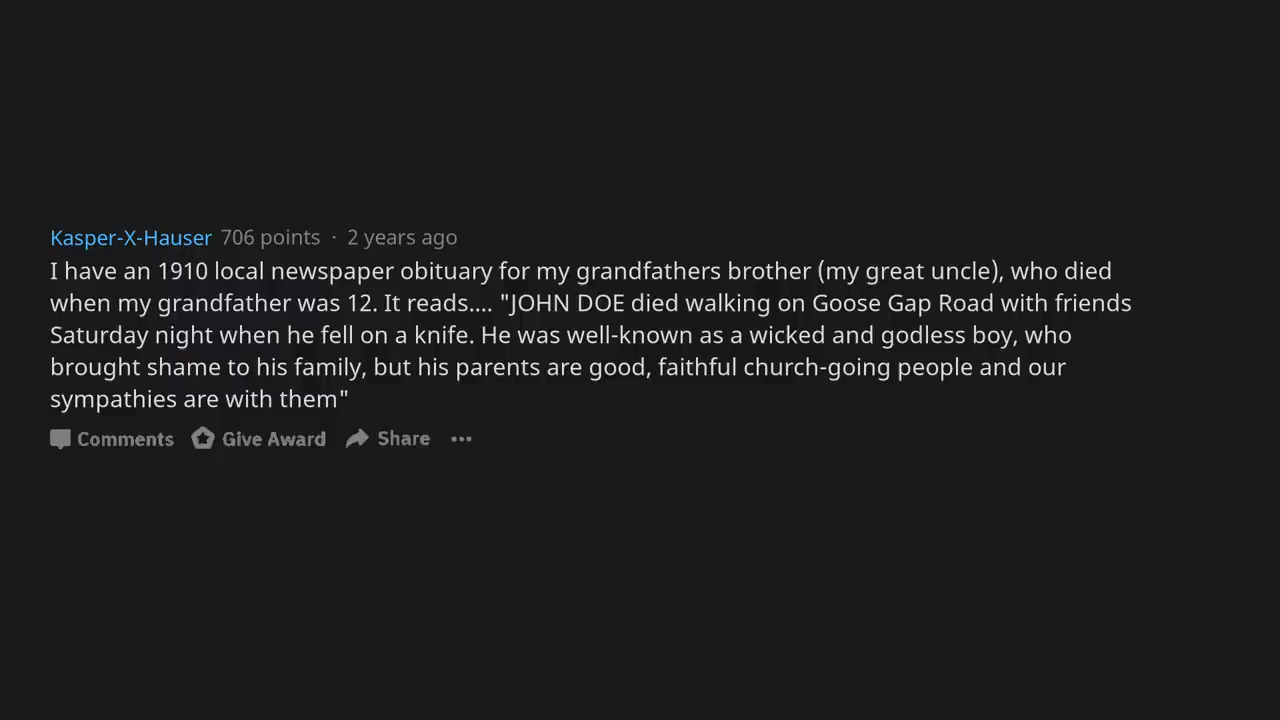 Kasper-X-Hauser 706 points · 2 years ago
I have an 1910 local newspaper obituary for my grandfathers brother (my great uncle), who died
when my grandfather was 12. It reads.... "JOHN DOE died walking on Goose Gap Road with friends
Saturday night when he fell on a knife. He was well-known as a wicked and godless boy, who
brought shame to his family, but his parents are good, faithful church-going people and our
sympathies are with them"
Comments Give Award Share ···